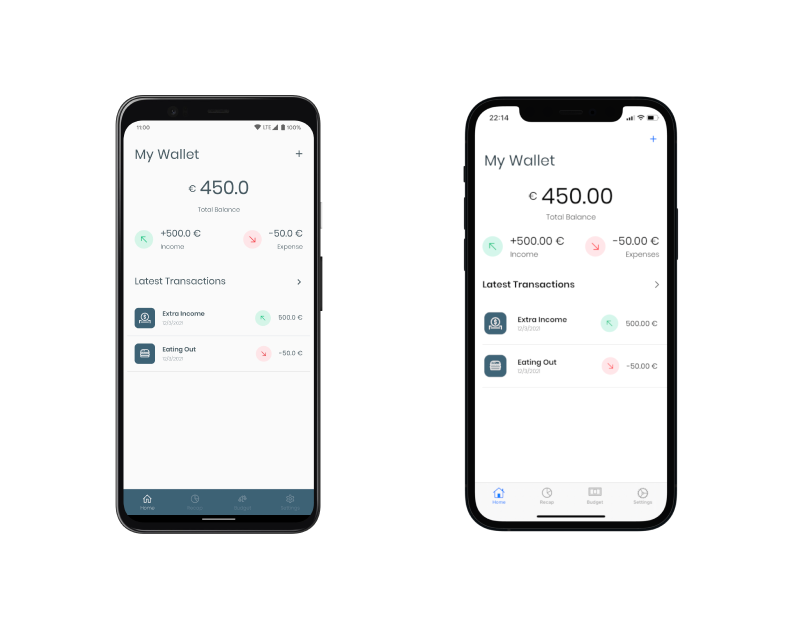 11:00
LTE
100%
My Wallet
+
€ 450.0
Total Balance
+500.0 €
Income
-50.0 €
Expense
Latest Transactions
Extra Income
12/3/2021
500.0 €
Eating Out
12/3/2021
-50.0 €
Home
Recap
Budget
Settings
22:14
+
My Wallet
€ 450.00
Total Balance
+500.00 €
Income
-50.00 €
Expenses
Latest Transactions
Extra Income
12/3/2021
500.00 €
Eating Out
12/3/2021
-50.00 €
Home
Recap
Budget
Settings